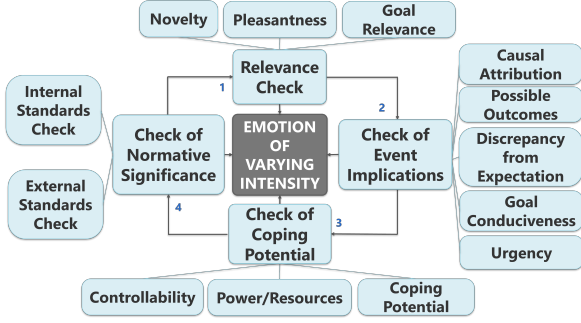 Novelty
Pleasantness
Goal
Relevance
Relevance
Check
1
2
Internal
Standards
Check
External
Standards
Check
Check of
Normative
Significance
EMOTION
OF
VARYING
INTENSITY
Check of
Event
Implications
Causal
Attribution
Possible
Outcomes
Discrepancy
from
Expectation
Goal
Conduciveness
Urgency
4
3
Check of
Coping
Potential
Controllability
Power/Resources
Coping
Potential